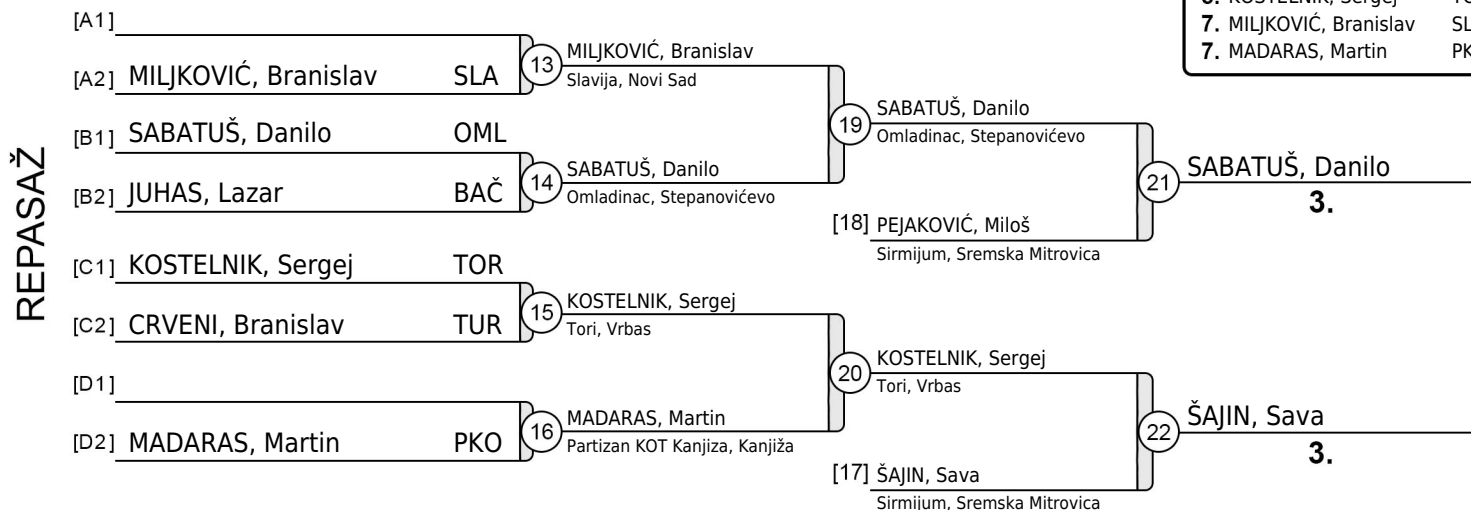 REPASAŽ
[A1]
[A2] MILJKOVIĆ, Branislav SLA
[B1] SABATUŠ, Danilo OML
[B2] JUHAS, Lazar BAČ
[C1] KOSTELNIK, Sergej TOR
[C2] CRVENI, Branislav TUR
[D1]
[D2] MADARAS, Martin PKO
13 MILJKOVIĆ, Branislav
Slavija, Novi Sad
14 SABATUŠ, Danilo
Omladinac, Stepanovićevo
15 KOSTELNIK, Sergej
Tori, Vrbas
16 MADARAS, Martin
Partizan KOT Kanjiza, Kanjiža
19 SABATUŠ, Danilo
Omladinac, Stepanovićevo
[18] PEJAKOVIĆ, Miloš
Sirmijum, Sremska Mitrovica
20 KOSTELNIK, Sergej
Tori, Vrbas
[17] ŠAJIN, Sava
Sirmijum, Sremska Mitrovica
21 SABATUŠ, Danilo
3.
22 ŠAJIN, Sava
3.
KOSTELNIK, Sergej
7. MILJKOVIĆ, Branislav SL
7. MADARAS, Martin PK